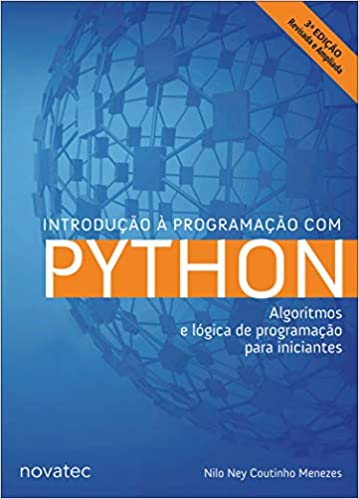 3ª EDIÇÃO
Revisada e Ampliada
INTRODUÇÃO À PROGRAMAÇÃO COM
PYTHON
Algoritmos
e lógica de programação
para iniciantes
novatec
Nilo Ney Coutinho Menezes